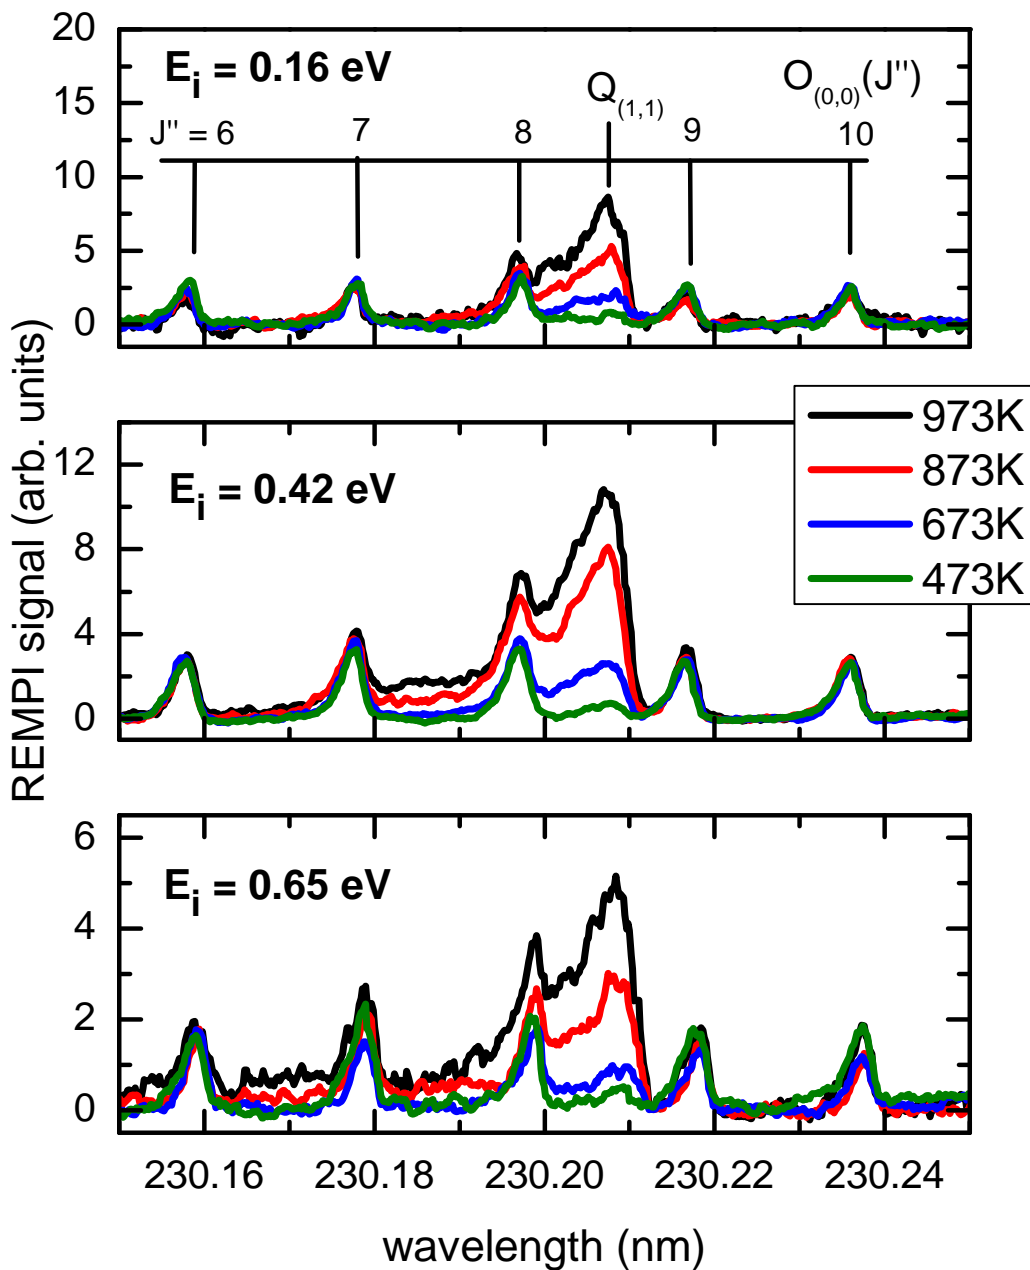 20
15
10
5
0
E_i = 0.16 eV
Q_(1,1)
O_(0,0)(J'')
J'' = 6 7 8 9 10
973K
873K
673K
473K
12
8
4
0
E_i = 0.42 eV
REMPI signal (arb. units)
6
4
2
0
E_i = 0.65 eV
230.16 230.18 230.20 230.22 230.24
wavelength (nm)